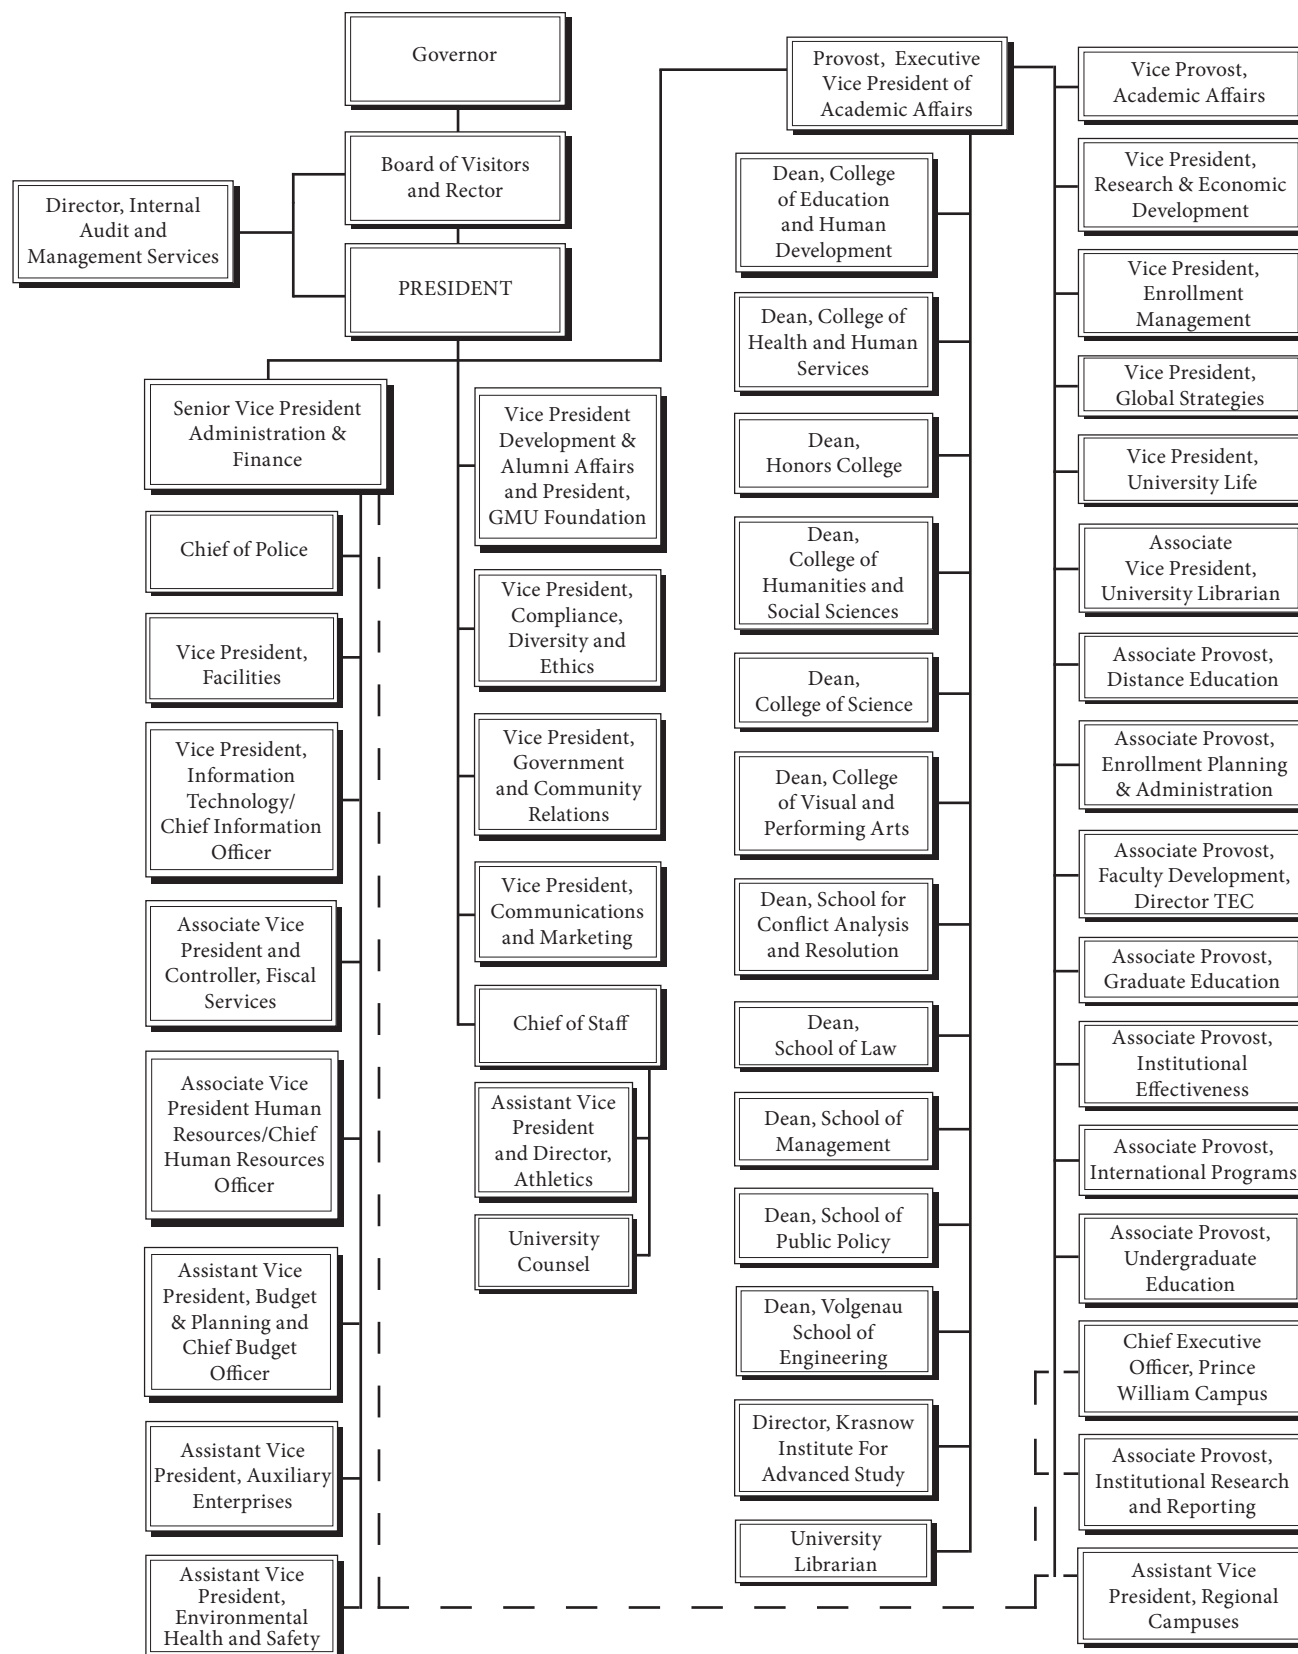 Governor
Board of Visitors
and Rector
Director, Internal
Audit and
Management Services
PRESIDENT
Senior Vice President
Administration &
Finance
Chief of Police
Vice President,
Facilities
Vice President,
Information
Technology/
Chief Information
Officer
Associate Vice
President and
Controller, Fiscal
Services
Associate Vice
President Human
Resources/Chief
Human Resources
Officer
Assistant Vice
President, Budget
& Planning and
Chief Budget
Officer
Assistant Vice
President, Auxiliary
Enterprises
Assistant Vice
President,
Environmental
Health and Safety
Vice President
Development &
Alumni Affairs
and President,
GMU Foundation
Vice President,
Compliance,
Diversity and
Ethics
Vice President,
Government
and Community
Relations
Vice President,
Communications
and Marketing
Chief of Staff
Assistant Vice
President
and Director,
Athletics
University
Counsel
Provost, Executive
Vice President of
Academic Affairs
Dean, College
of Education
and Human
Development
Dean, College of
Health and Human
Services
Dean,
Honors College
Dean,
College of
Humanities and
Social Sciences
Dean,
College of Science
Dean, College
of Visual and
Performing Arts
Dean, School for
Conflict Analysis
and Resolution
Dean,
School of Law
Dean, School of
Management
Dean, School of
Public Policy
Dean, Volgenau
School of
Engineering
Director, Krasnow
Institute For
Advanced Study
University
Librarian
Vice Provost,
Academic Affairs
Vice President,
Research & Economic
Development
Vice President,
Enrollment
Management
Vice President,
Global Strategies
Vice President,
University Life
Associate
Vice President,
University Librarian
Associate Provost,
Distance Education
Associate Provost,
Enrollment Planning
& Administration
Associate Provost,
Faculty Development,
Director TEC
Associate Provost,
Graduate Education
Associate Provost,
Institutional
Effectiveness
Associate Provost,
International Programs
Associate Provost,
Undergraduate
Education
Chief Executive
Officer, Prince
William Campus
Associate Provost,
Institutional Research
and Reporting
Assistant Vice
President, Regional
Campuses